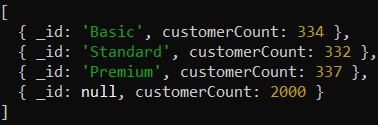 [
  { _id: 'Basic', customerCount: 334 },
  { _id: 'Standard', customerCount: 332 },
  { _id: 'Premium', customerCount: 337 },
  { _id: null, customerCount: 2000 }
]